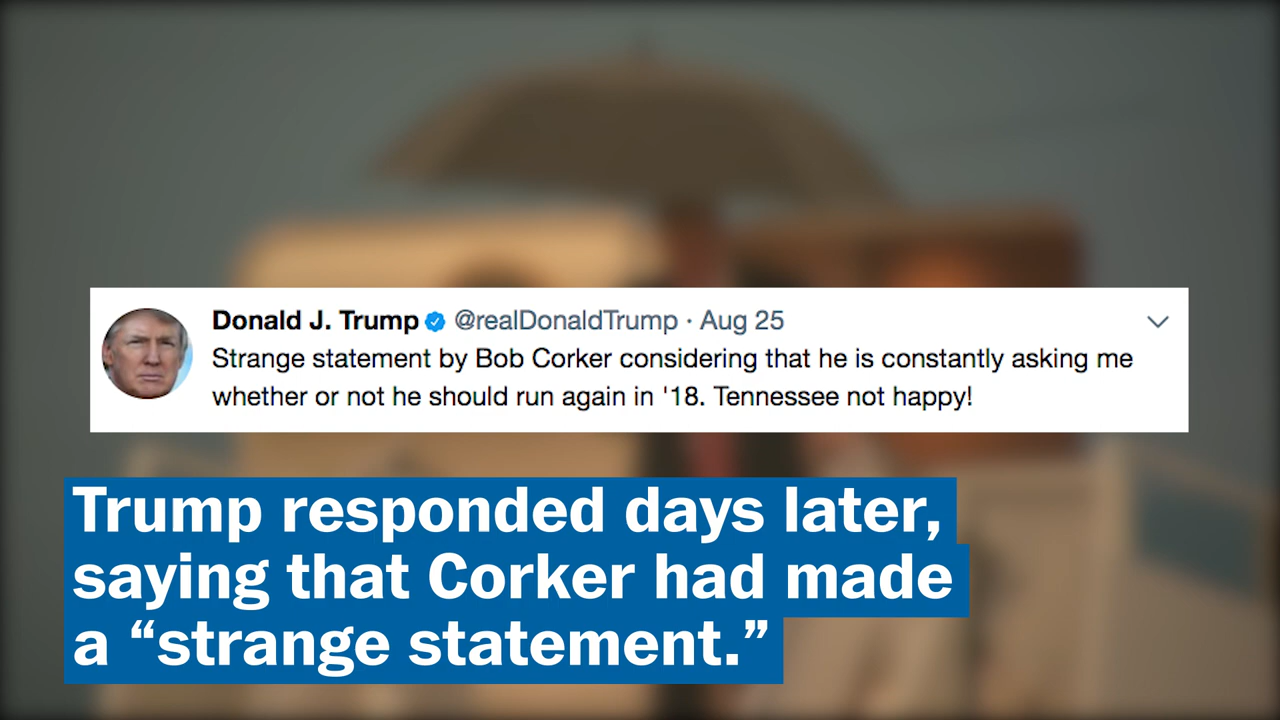 Donald J. Trump @realDonaldTrump · Aug 25
Strange statement by Bob Corker considering that he is constantly asking me
whether or not he should run again in '18. Tennessee not happy!
Trump responded days later,
saying that Corker had made
a “strange statement.”